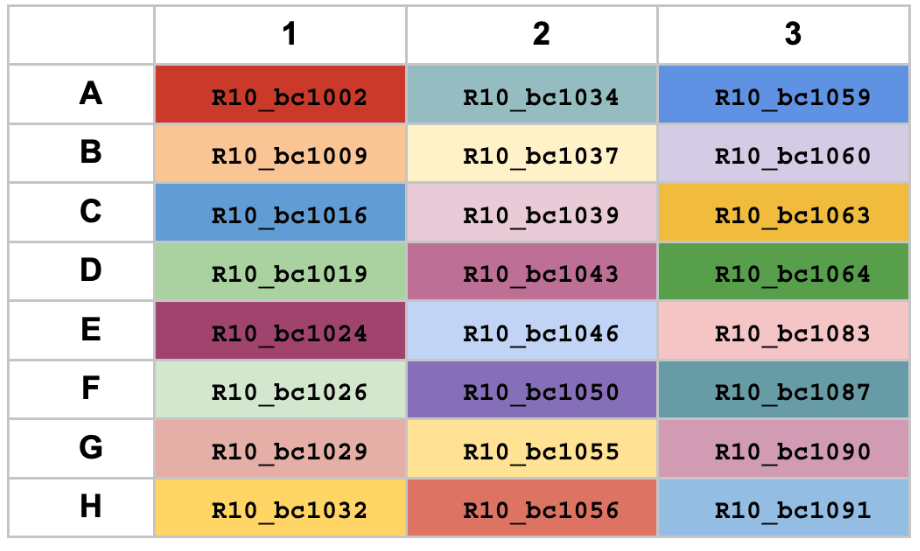 1 2 3
A R10_bc1002 R10_bc1034 R10_bc1059
B R10_bc1009 R10_bc1037 R10_bc1060
C R10_bc1016 R10_bc1039 R10_bc1063
D R10_bc1019 R10_bc1043 R10_bc1064
E R10_bc1024 R10_bc1046 R10_bc1083
F R10_bc1026 R10_bc1050 R10_bc1087
G R10_bc1029 R10_bc1055 R10_bc1090
H R10_bc1032 R10_bc1056 R10_bc1091